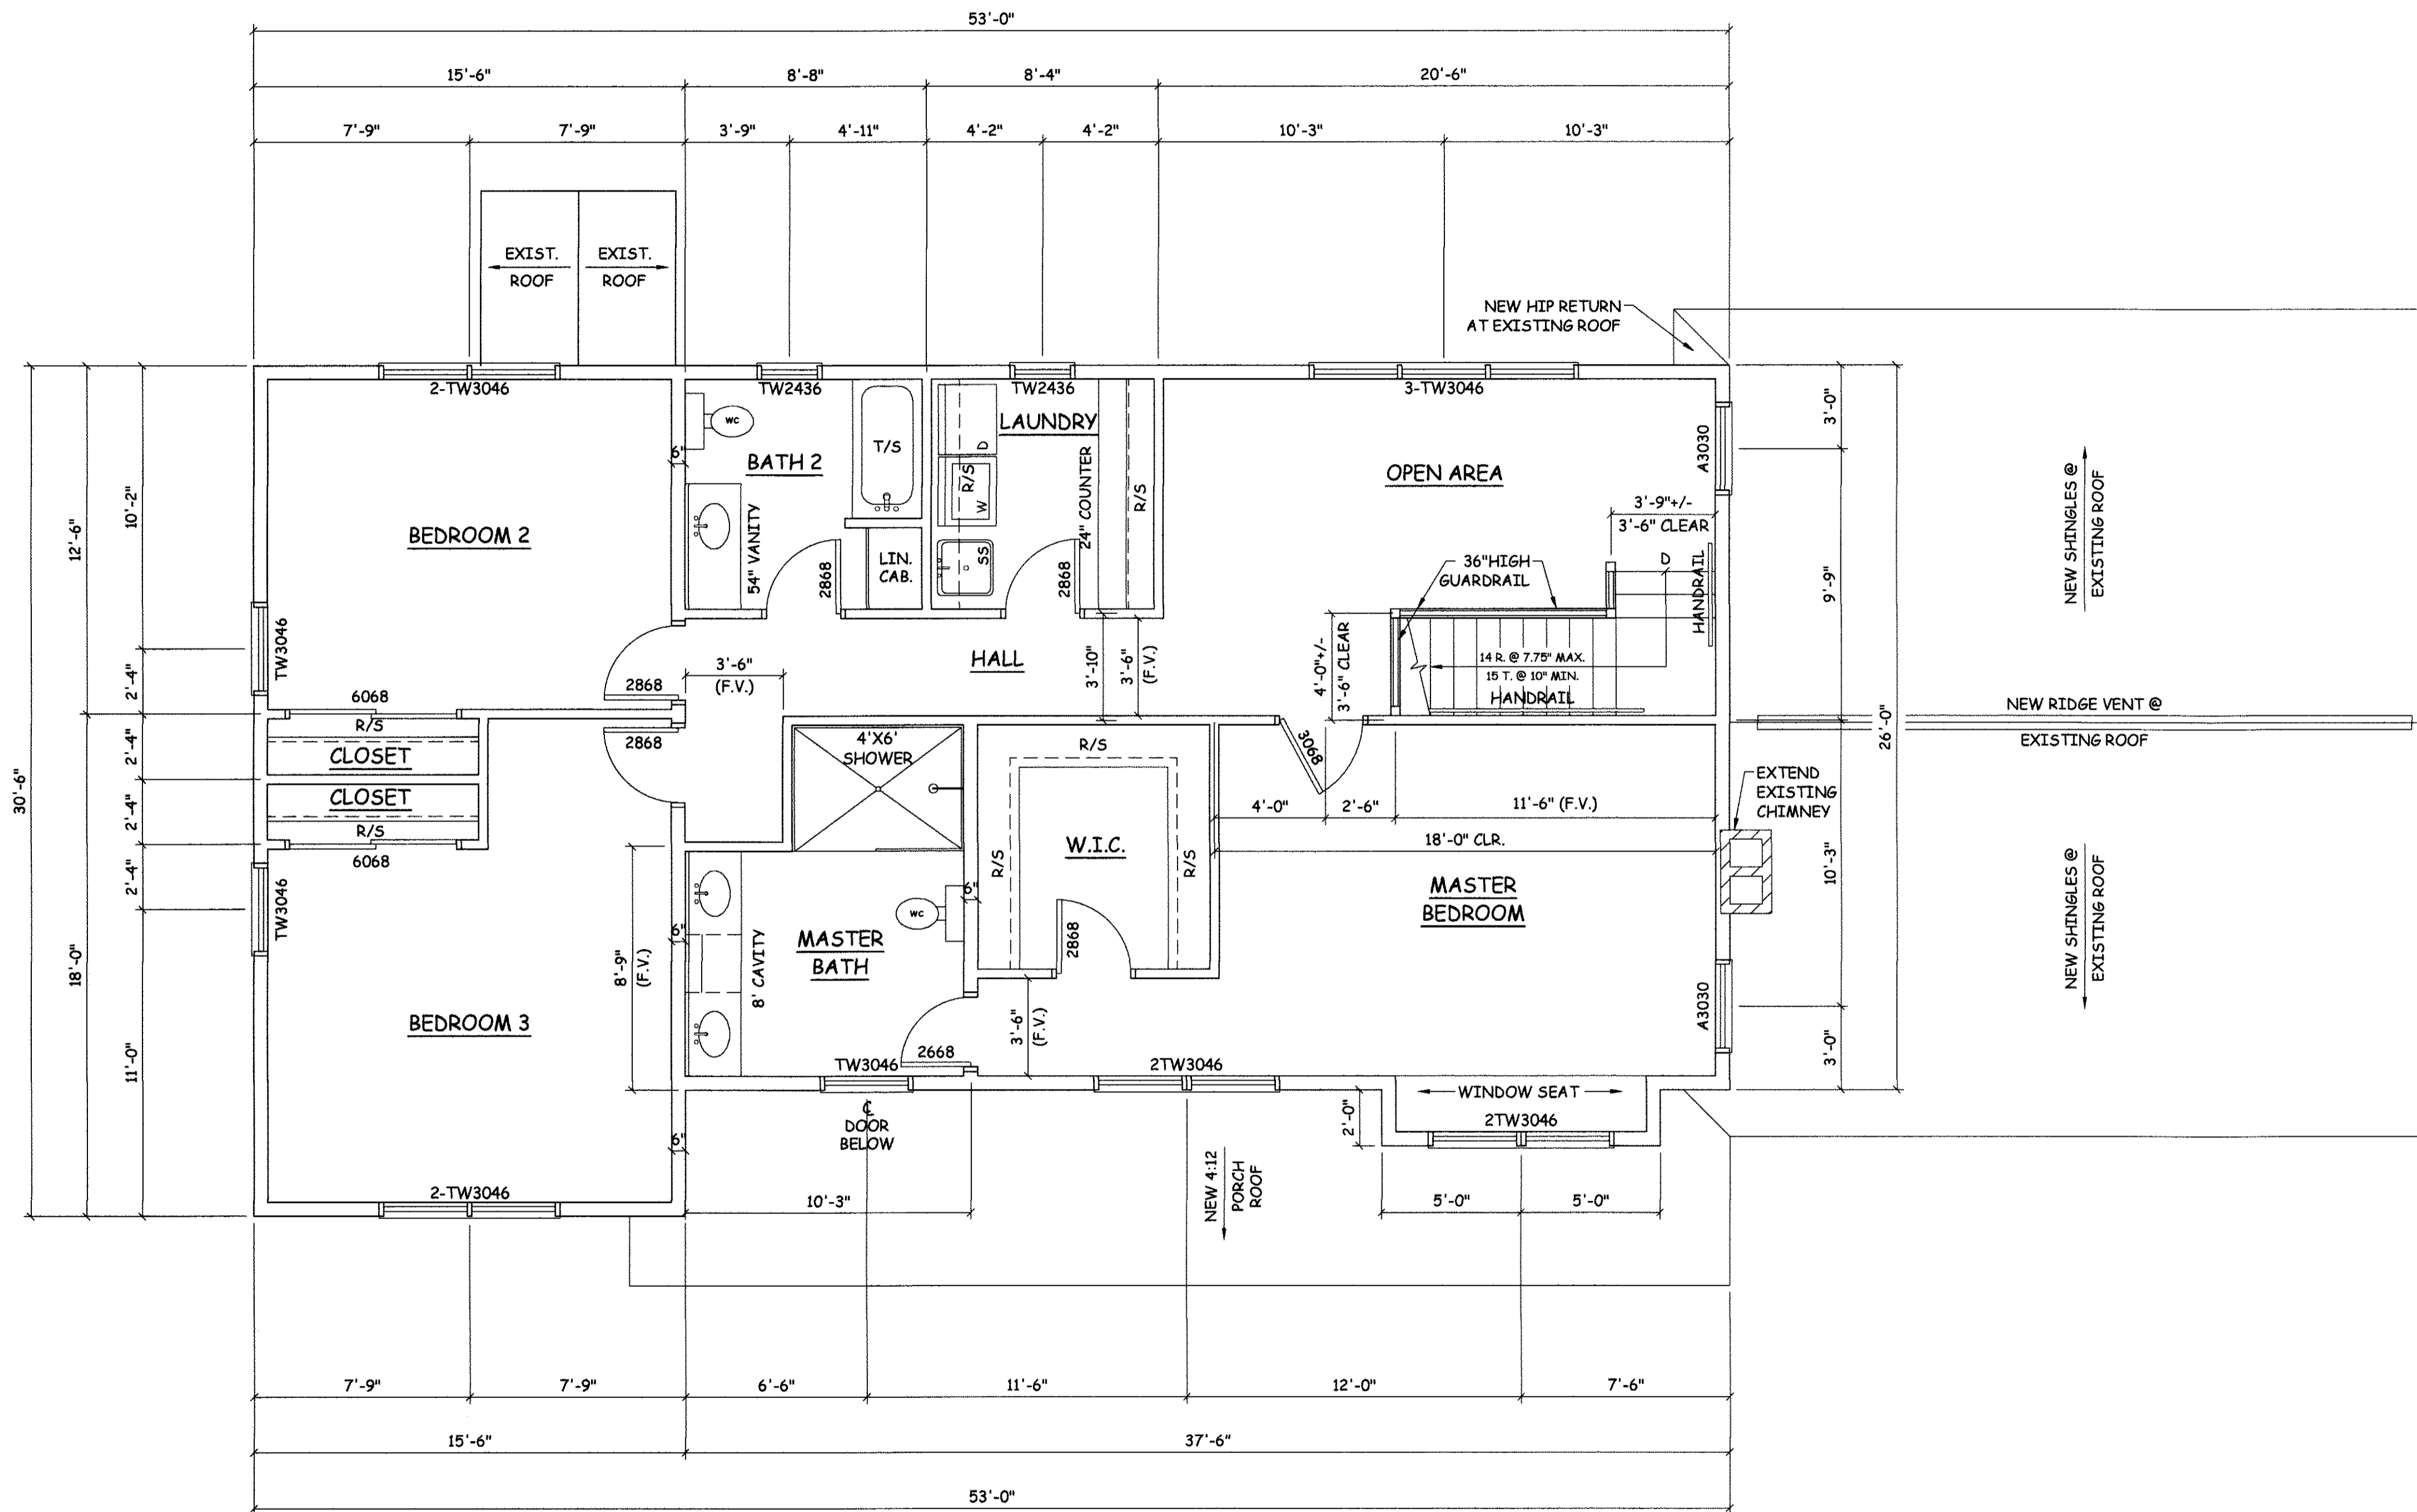 53'-0"
15'-6" 8'-8" 8'-4" 20'-6"
7'-9" 7'-9" 3'-9" 4'-11" 4'-2" 4'-2" 10'-3" 10'-3"
EXIST.
ROOF
EXIST.
ROOF
NEW HIP RETURN
AT EXISTING ROOF
2-TW3046
TW2436
TW2436
3-TW3046
30'-6"
12'-6"
18'-0"
10'-2"
2'-4"
2'-4"
2'-4"
2'-4"
11'-0"
BEDROOM 2
TW3046
6068
R/S
CLOSET
CLOSET
R/S
6068
TW3046
2868
2868
6"
WC
BATH 2
T/S
54" VANITY
2868
LIN.
CAB.
LAUNDRY
D
R/S
W
SS
24" COUNTER
R/S
2868
OPEN AREA
A3030
3'-9"+/-
3'-6" CLEAR
36"HIGH
GUARDRAIL
D
HANDRAIL
4'-0"+/-
3'-6" CLEAR
14 R. @ 7.75" MAX.
15 T. @ 10" MIN.
HANDRAIL
HALL
3'-6"
(F.V.)
3'-10"
3'-6"
(F.V.)
3'-0"
9'-9"
26'-0"
10'-3"
3'-0"
NEW SHINGLES @
EXISTING ROOF
NEW RIDGE VENT @
EXISTING ROOF
NEW SHINGLES @
EXISTING ROOF
EXTEND
EXISTING
CHIMNEY
4'X6'
SHOWER
R/S
R/S
R/S
W.I.C.
2868
3068
4'-0" 2'-6" 11'-6" (F.V.)
18'-0" CLR.
MASTER
BEDROOM
A3030
8'-9"
(F.V.)
6"
8' CAVITY
MASTER
BATH
WC
6"
2668
3'-6"
(F.V.)
BEDROOM 3
TW3046
2TW3046
WINDOW SEAT
2TW3046
2'-0"
℄
DOOR
BELOW
6"
2-TW3046
10'-3"
NEW 4:12
PORCH
ROOF
5'-0" 5'-0"
7'-9" 7'-9" 6'-6" 11'-6" 12'-0" 7'-6"
15'-6" 37'-6"
53'-0"